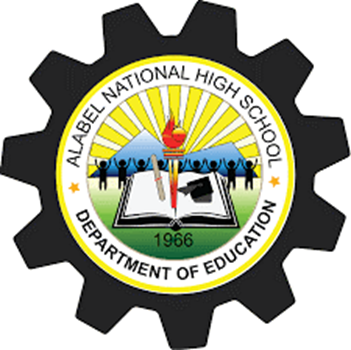 ALABEL NATIONAL HIGH SCHOOL
1966
DEPARTMENT OF EDUCATION